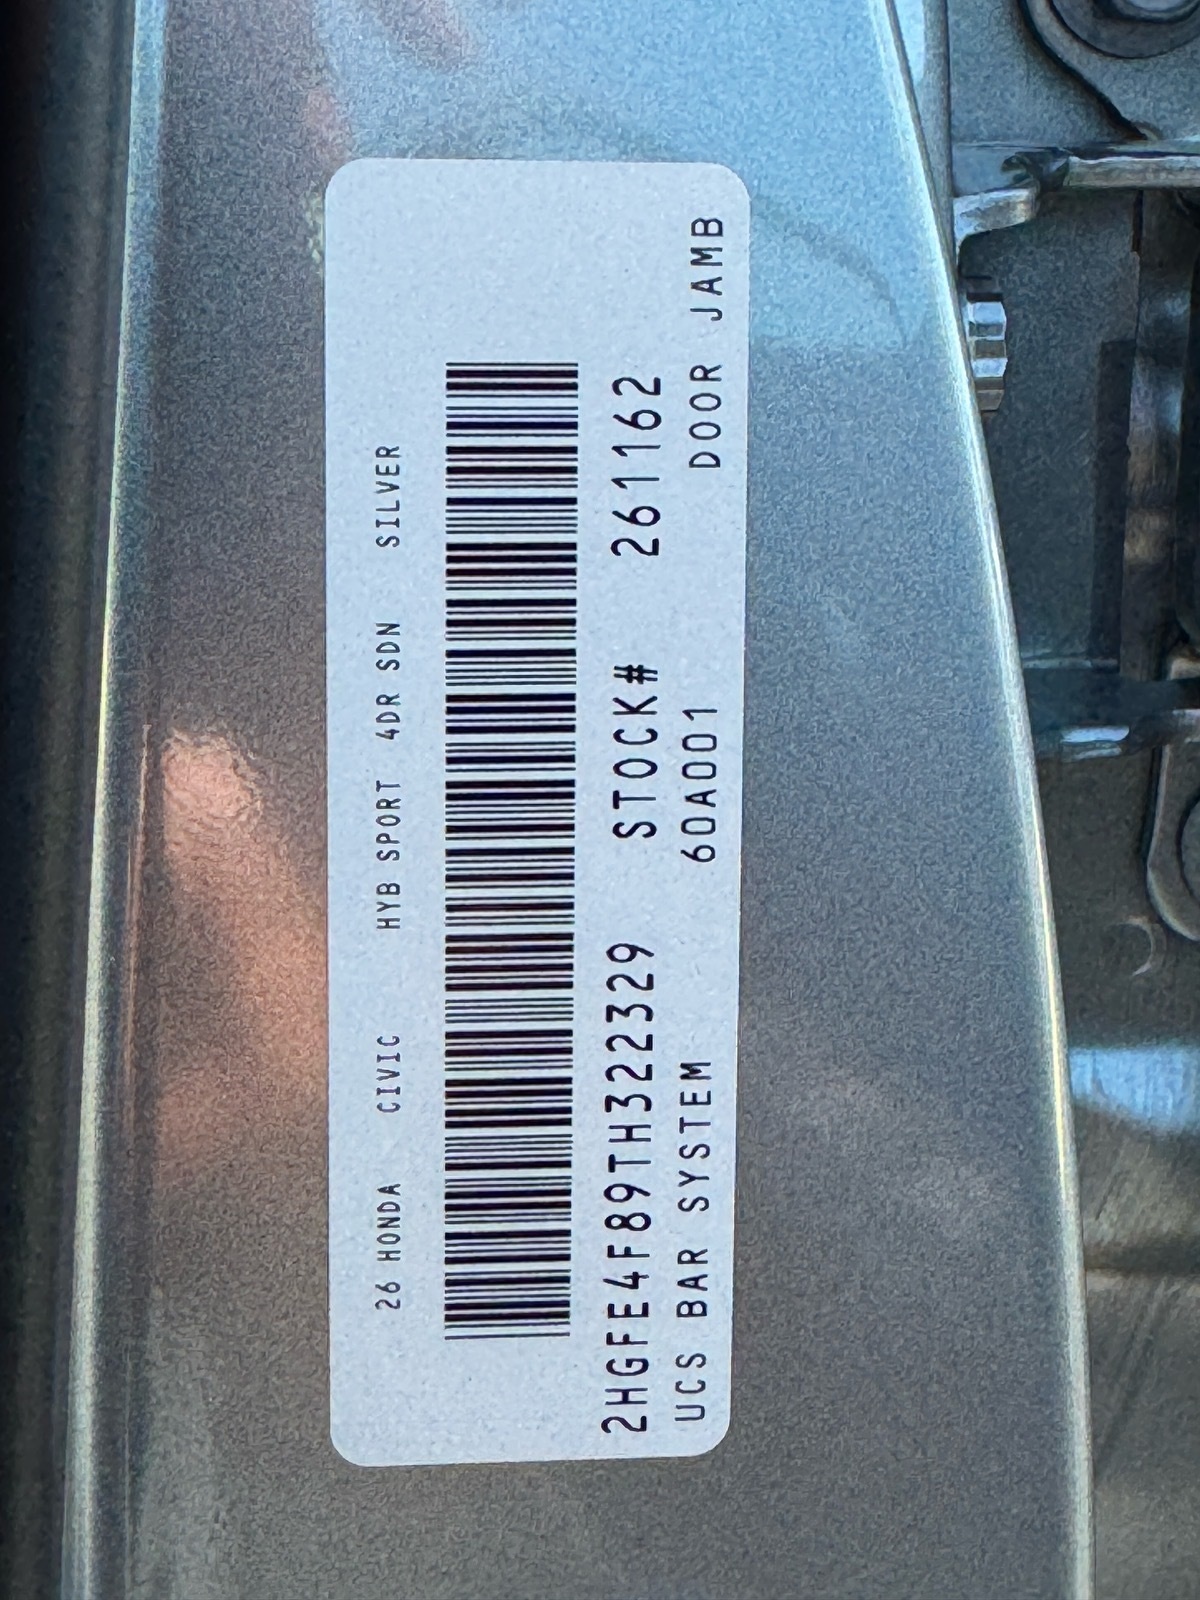 26 HONDA CIVIC HYB SPORT 4DR SDN SILVER
2HGFE4F89TH322329 STOCK# 261162
UCS BAR SYSTEM 60A001 DOOR JAMB